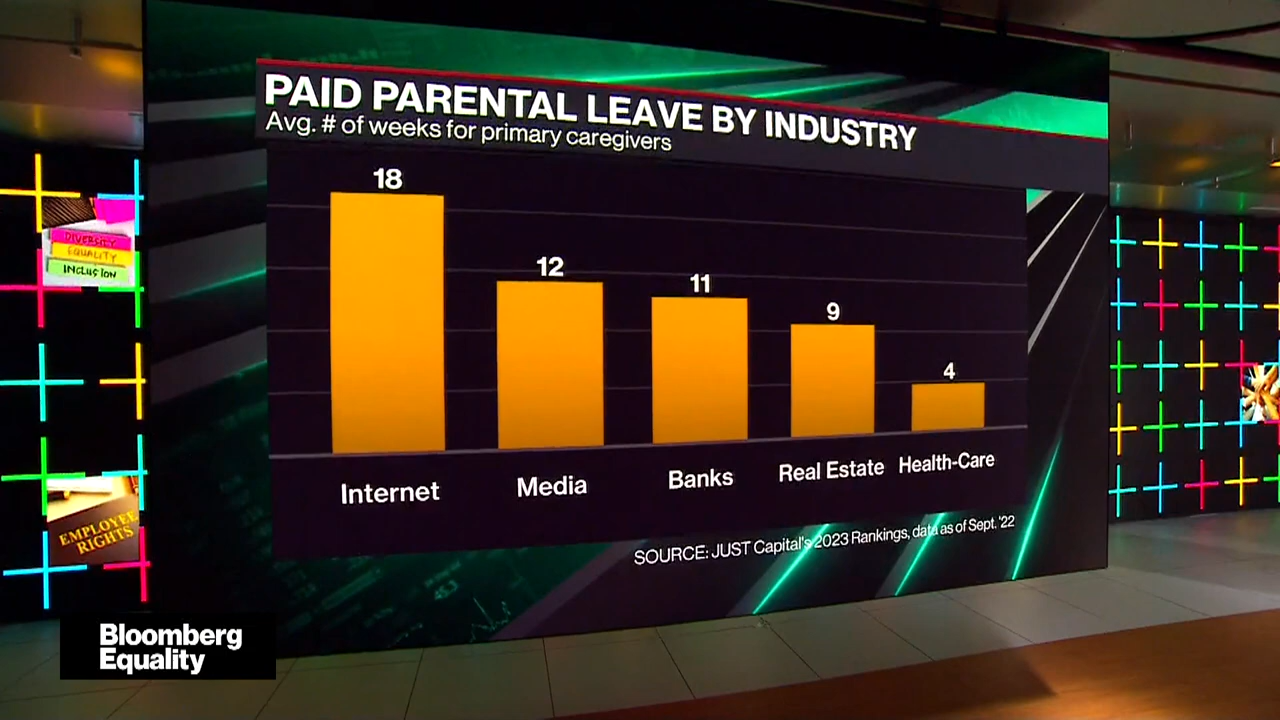 PAID PARENTAL LEAVE BY INDUSTRY
Avg. # of weeks for primary caregivers
18
12
11
9
4
Internet
Media
Banks
Real Estate
Health-Care
SOURCE: JUST Capital's 2023 Rankings, data as of Sept. '22
DIVERSITY
EQUALITY
INCLUSION
EMPLOYEE
RIGHTS
Bloomberg
Equality